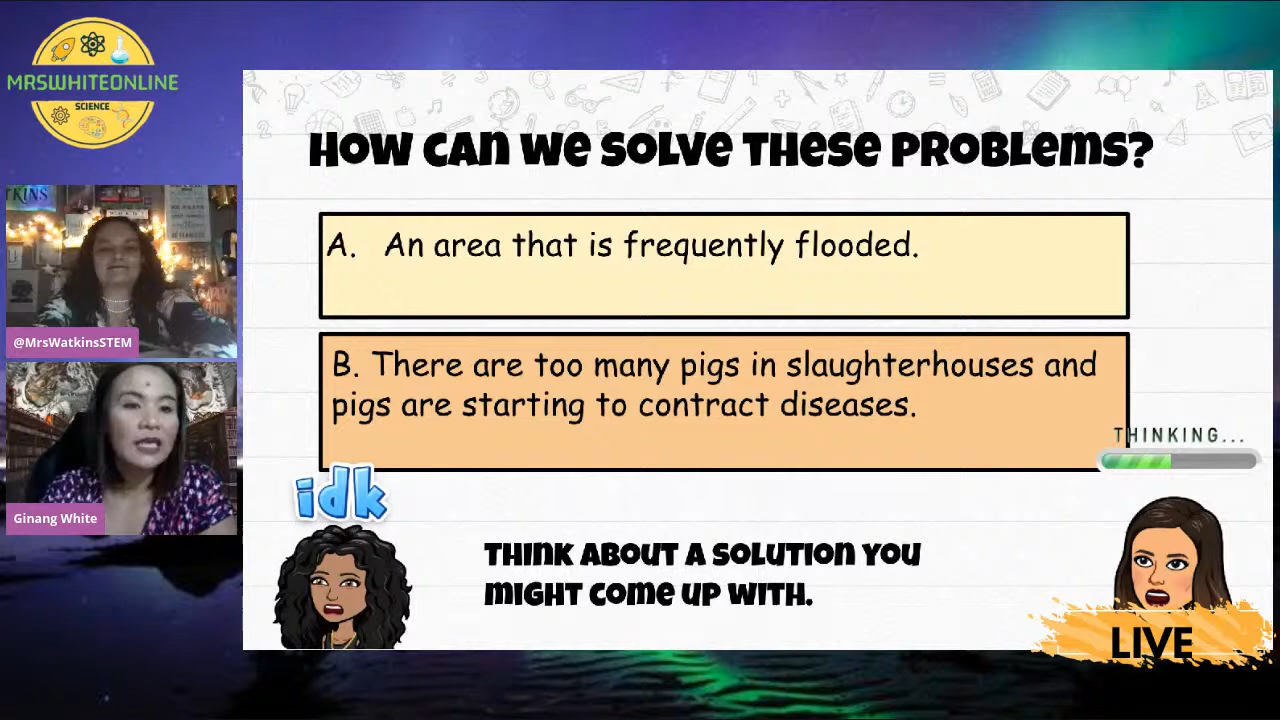 MRSWHITEONLINE
SCIENCE
HOW CAN WE SOLVE THESE PROBLEMS?
A. An area that is frequently flooded.
B. There are too many pigs in slaughterhouses and
pigs are starting to contract diseases.
THINKING...
idk
THINK ABOUT A SOLUTION YOU
MIGHT COME UP WITH.
LIVE
@MrsWatkinsSTEM
Ginang White